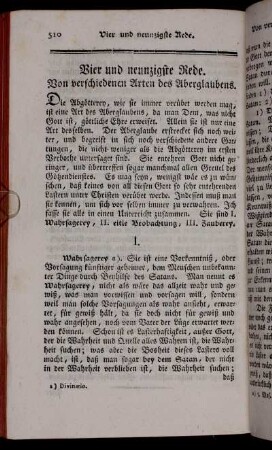 510 Vier und neunzigste Rede.
Vier und neunzigste Rede.
Von verschiedenen Arten des Aberglaubens.
Die Abgötterey, wie sie immer verübet werden mag,
ist eine Art des Aberglaubens, da man Dem, was nicht
Gott ist, göttliche Ehre erweiset. Allein sie ist nur eine
Art desselben. Der Aberglaube erstrecket sich noch wei-
ter, und begreift in sich noch verschiedene andere Gat-
tungen, die nicht weniger als die Abgötterey im ersten
Verboths untersaget sind. Sie entehren Gott nicht
geringer, und übertreffen sogar manchmal allen Greuel des
Götzendienstes. Es mag seyn, wenigst ist zu wünschen,
daß keines von all diesen Gott so sehr entehrenden
Lastern unter Christen verübet werde. Indessen muß man
sie kennen, um sich vor selben immer zu verwahren. Ich
fasse sie alle in einen Unterricht zusammen. Sie sind I.
Wahrsagerey, II. eitle Beobachtung, III. Zauberey.
I.
Wahrsagerey a). Sie ist eine Vorkenntniß, oder
Vorsagung künftiger geheimer, dem Menschen unbekann-
ter Dinge durch Beyhilfe des Satans. Man nennt es
Wahrsagerey, nicht als wäre das allzeit wahr und ge-
wiß, was man vorwissen und vorsagen will, sondern
weil man solche Vorsagungen als wahr ansieht, erwar-
tet, für gewiß hält, da sie doch nicht für gewiß und
wahr angesehen, noch vom Vater der Lüge erwartet wer-
den können. Schon ist es Lasterhaftigkeit, außer Gott,
der die Wahrheit und Quelle alles Wahren ist, die Wahr-
heit suchen; was aber die Bosheit dieses Lasters voll
macht, ist, daß man sogar bey dem Satan, der nicht
in der Wahrheit verblieben ist, die Wahrheit suchen;
daß
a) Divinatio.